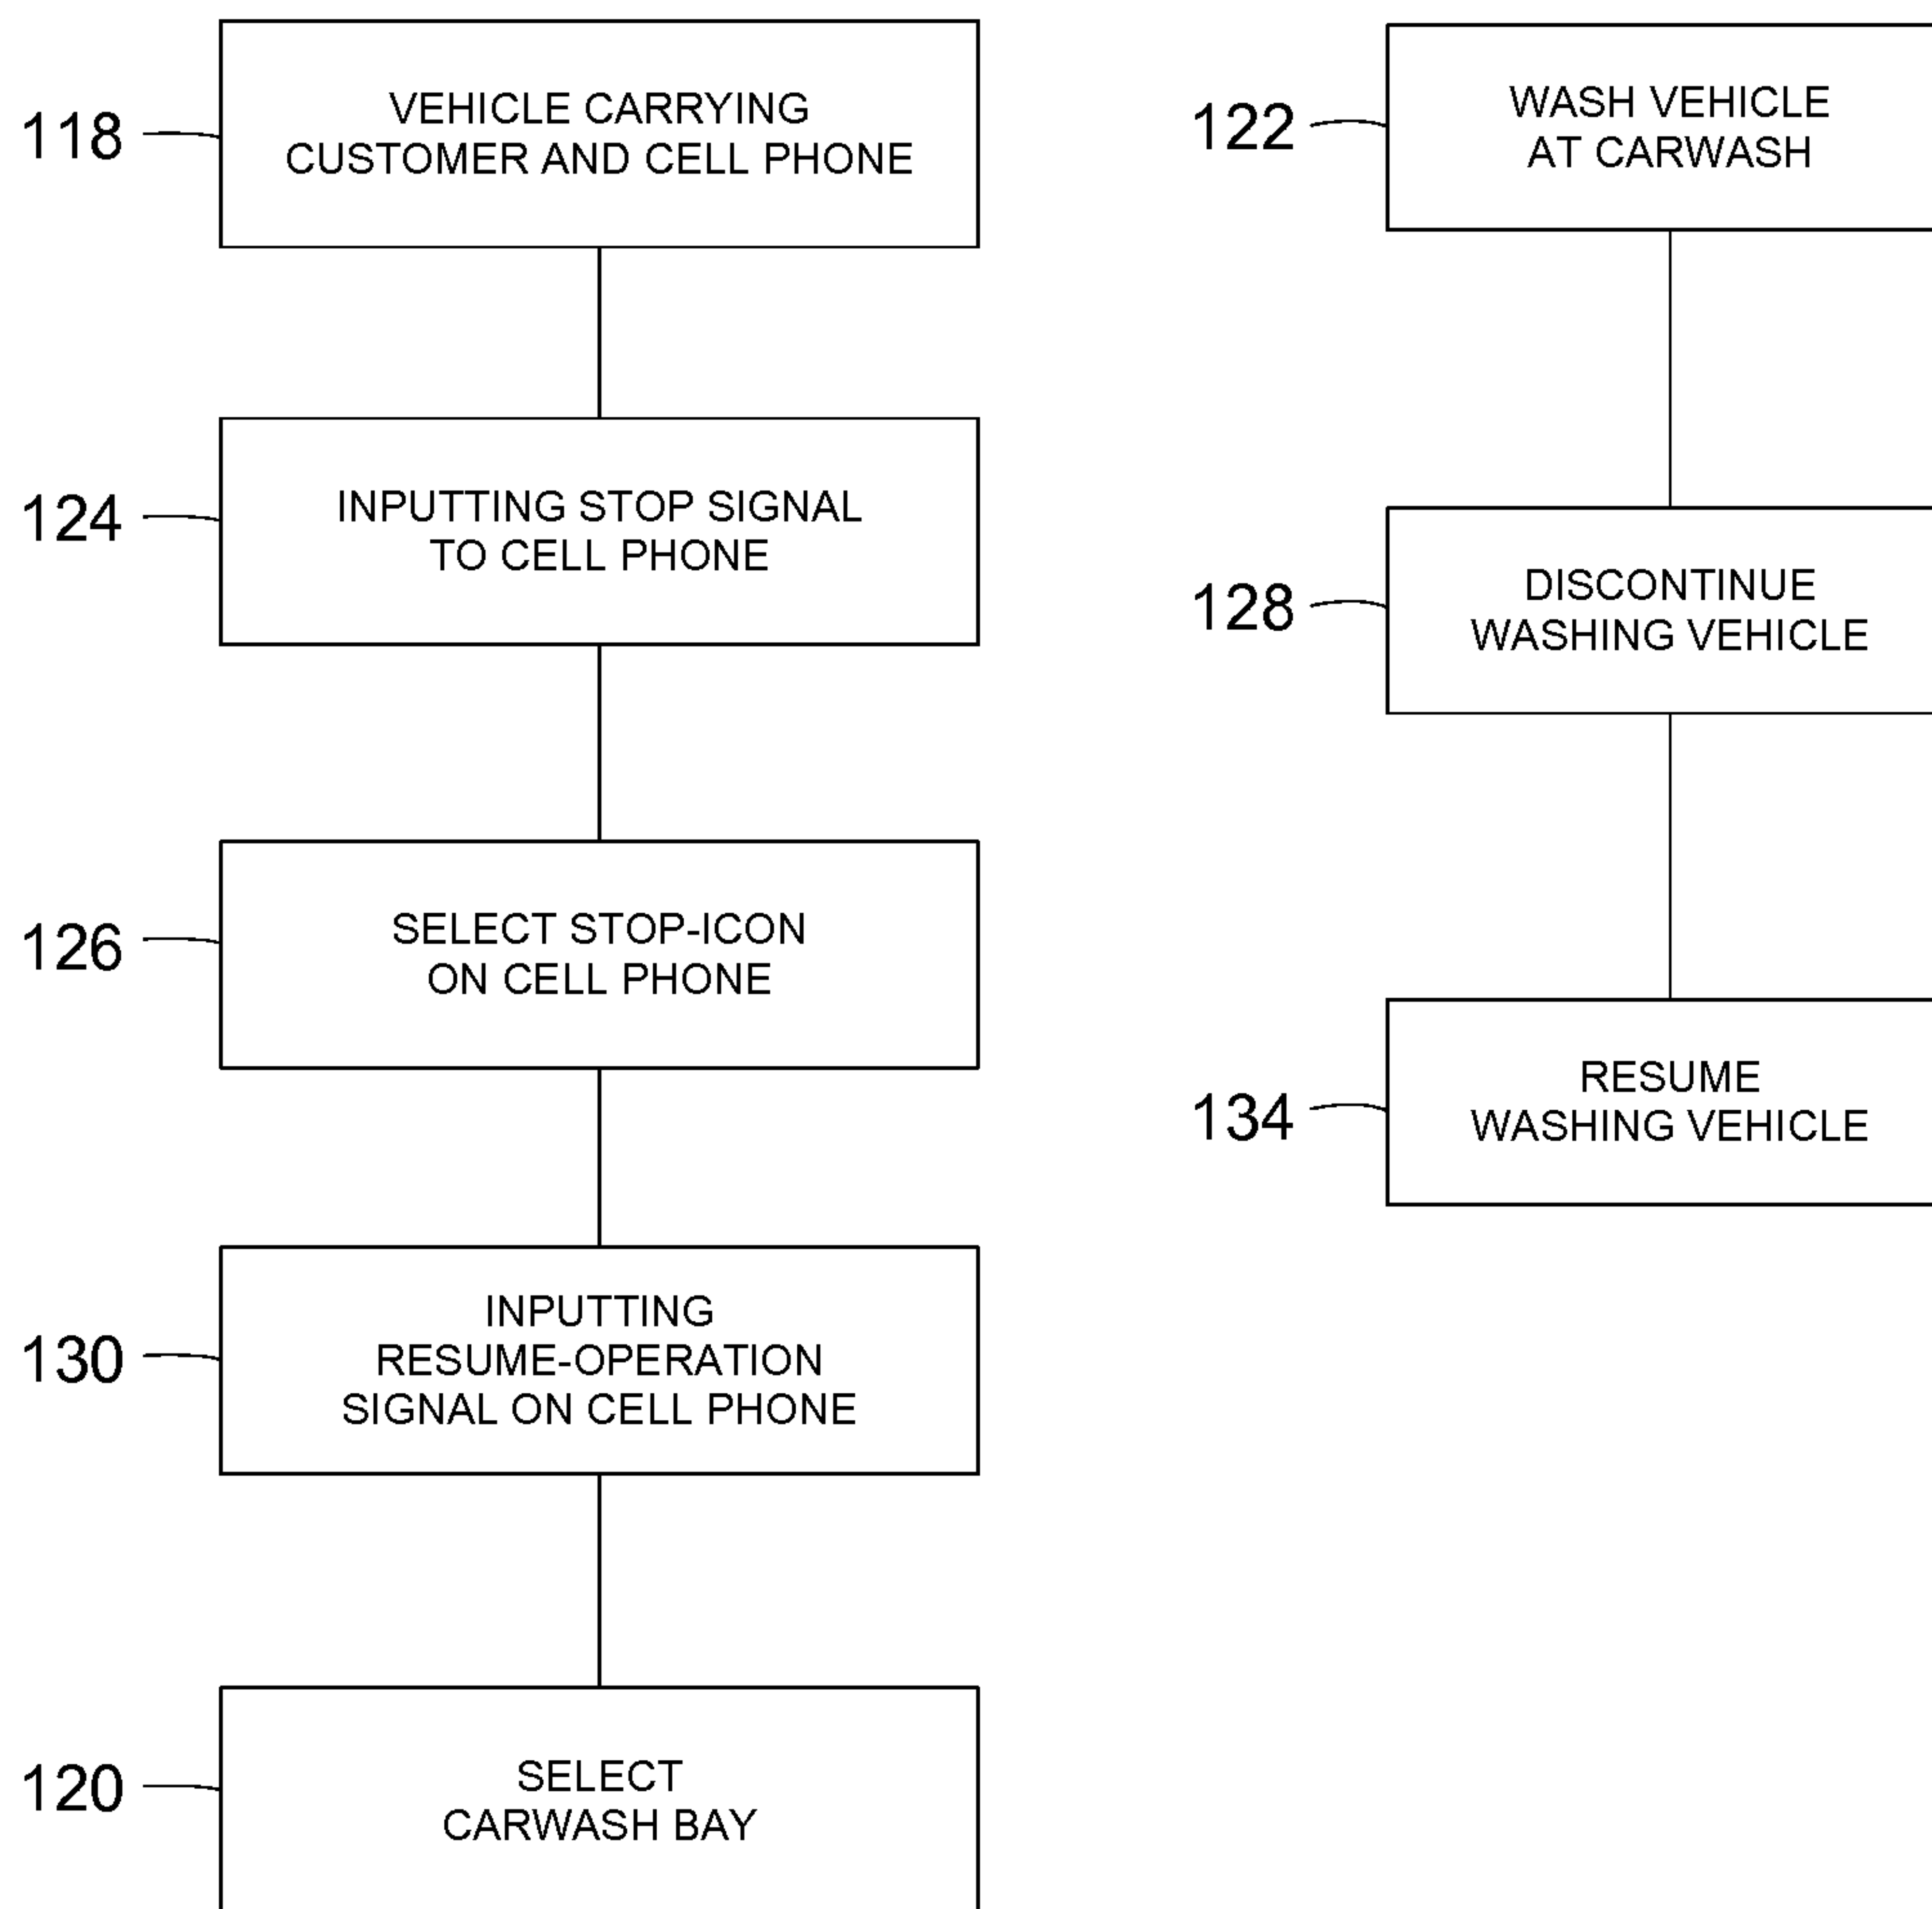 118
VEHICLE CARRYING
CUSTOMER AND CELL PHONE
124
INPUTTING STOP SIGNAL
TO CELL PHONE
126
SELECT STOP-ICON
ON CELL PHONE
130
INPUTTING
RESUME-OPERATION
SIGNAL ON CELL PHONE
120
SELECT
CARWASH BAY
122
WASH VEHICLE
AT CARWASH
128
DISCONTINUE
WASHING VEHICLE
134
RESUME
WASHING VEHICLE